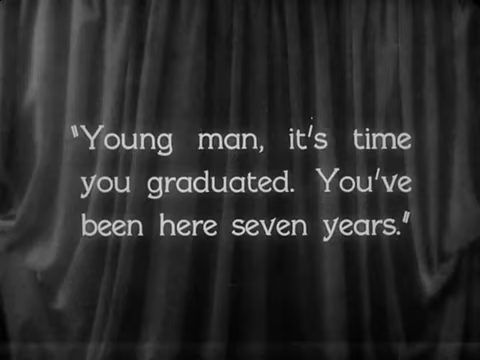 "Young man, it's time
you graduated. You've
been here seven years."